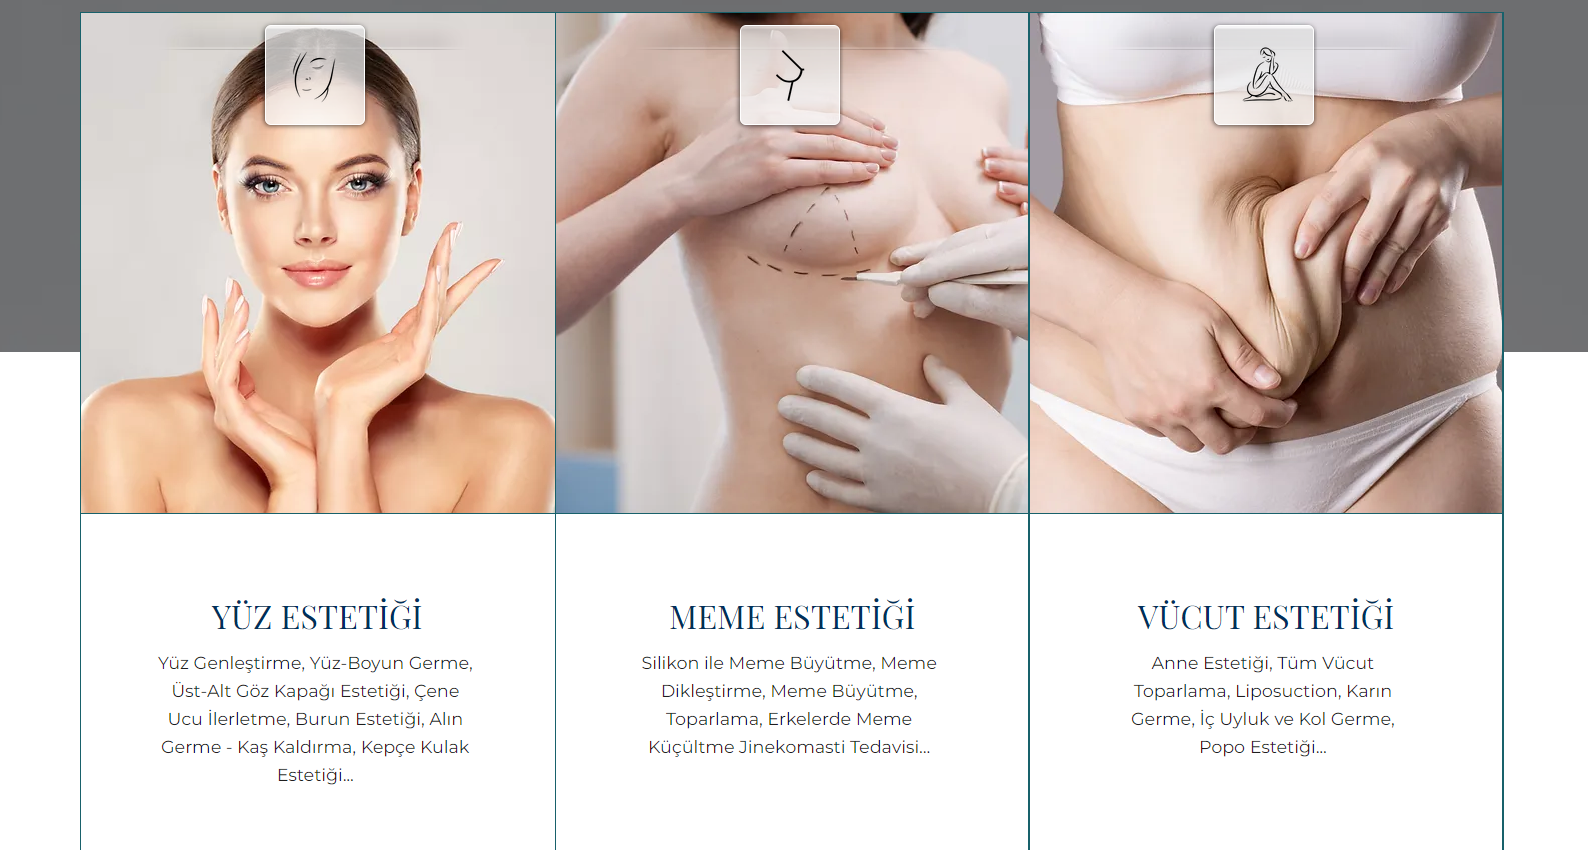 YÜZ ESTETİĞİ
Yüz Genleştirme, Yüz-Boyun Germe,
Üst-Alt Göz Kapağı Estetiği, Çene
Ucu İlerletme, Burun Estetiği, Alın
Germe - Kaş Kaldırma, Kepçe Kulak
Estetiği...
MEME ESTETİĞİ
Silikon ile Meme Büyütme, Meme
Dikleştirme, Meme Büyütme,
Toparlama, Erkelerde Meme
Küçültme Jinekomasti Tedavisi...
VÜCUT ESTETİĞİ
Anne Estetiği, Tüm Vücut
Toparlama, Liposuction, Karın
Germe, İç Uyluk ve Kol Germe,
Popo Estetiği...